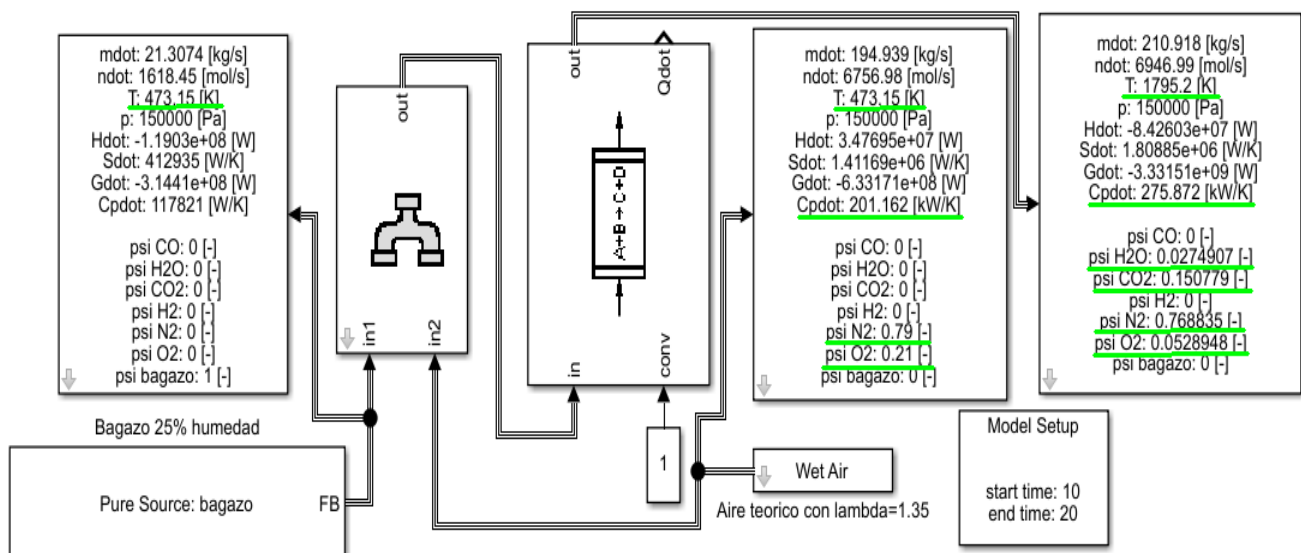 mdot: 21.3074 [kg/s]
ndot: 1618.45 [mol/s]
T: 473.15 [K]
p: 150000 [Pa]
Hdot: -1.1903e+08 [W]
Sdot: 412935 [W/K]
Gdot: -3.1441e+08 [W]
Cpdot: 117821 [W/K]
psi CO: 0 [-]
psi H2O: 0 [-]
psi CO2: 0 [-]
psi H2: 0 [-]
psi N2: 0 [-]
psi O2: 0 [-]
psi bagazo: 1 [-]
out
in1
in2
out
Qdot
A+B→C+D
in
conv
mdot: 194.939 [kg/s]
ndot: 6756.98 [mol/s]
T: 473.15 [K]
p: 150000 [Pa]
Hdot: 3.47695e+07 [W]
Sdot: 1.41169e+06 [W/K]
Gdot: -6.33171e+08 [W]
Cpdot: 201.162 [kW/K]
psi CO: 0 [-]
psi H2O: 0 [-]
psi CO2: 0 [-]
psi H2: 0 [-]
psi N2: 0.79 [-]
psi O2: 0.21 [-]
psi bagazo: 0 [-]
mdot: 210.918 [kg/s]
ndot: 6946.99 [mol/s]
T: 1795.2 [K]
p: 150000 [Pa]
Hdot: -8.42603e+07 [W]
Sdot: 1.80885e+06 [W/K]
Gdot: -3.33151e+09 [W]
Cpdot: 275.872 [kW/K]
psi CO: 0 [-]
psi H2O: 0.0274907 [-]
psi CO2: 0.150779 [-]
psi H2: 0 [-]
psi N2: 0.768835 [-]
psi O2: 0.0528948 [-]
psi bagazo: 0 [-]
Bagazo 25% humedad
Pure Source: bagazo
FB
1
Wet Air
Aire teorico con lambda=1.35
Model Setup
start time: 10
end time: 20